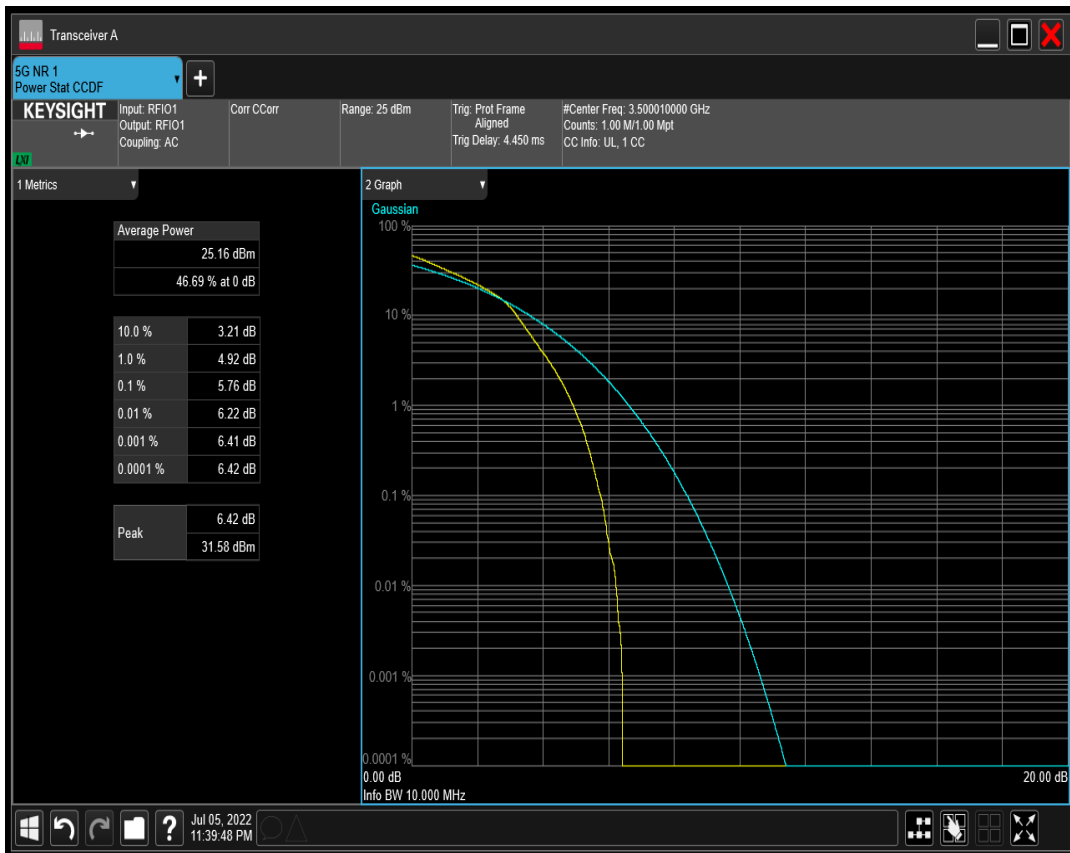 Transceiver A
5G NR 1
Power Stat CCDF
+
KEYSIGHT
LXI
Input: RFIO1
Output: RFIO1
Coupling: AC
Corr CCorr
Range: 25 dBm
Trig: Prot Frame
Aligned
Trig Delay: 4.450 ms
#Center Freq: 3.500010000 GHz
Counts: 1.00 M/1.00 Mpt
CC Info: UL, 1 CC
1 Metrics
Average Power
25.16 dBm
46.69 % at 0 dB
10.0 % 3.21 dB
1.0 % 4.92 dB
0.1 % 5.76 dB
0.01 % 6.22 dB
0.001 % 6.41 dB
0.0001 % 6.42 dB
Peak
6.42 dB
31.58 dBm
2 Graph
Gaussian
100 %
10 %
1%
0.1 %
0.01 %
0.001 %
0.0001 %
0.00 dB 20.00 dB
Info BW 10.000 MHz
?
Jul 05, 2022
11:39:48 PM